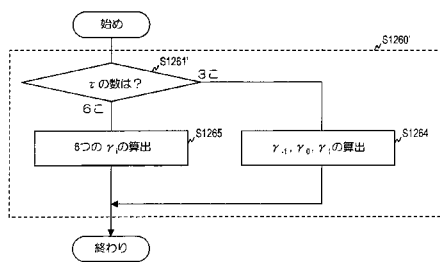 始め
S1260'
S1261'
τの数は?
3こ
6こ
S1265
6つのγiの算出
S1264
γ-1, γ0, γ1の算出
終わり